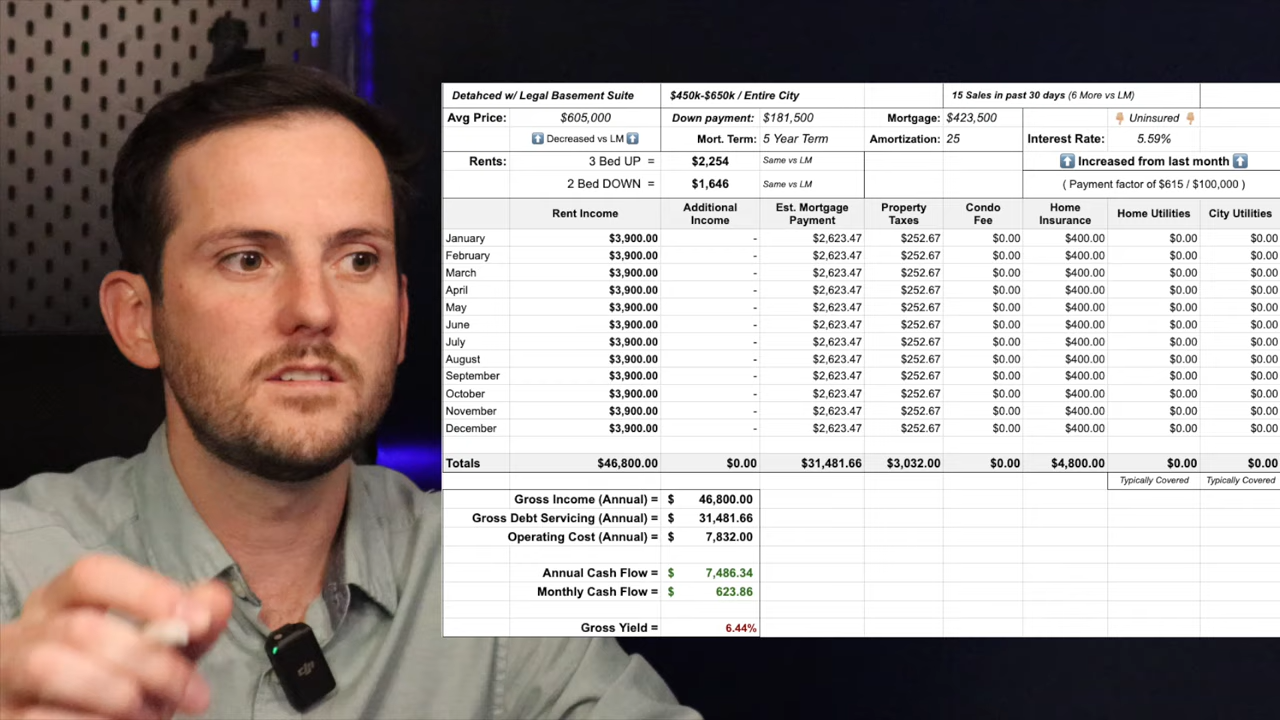 Detahced w/ Legal Basement Suite $450k-$650k / Entire City 15 Sales in past 30 days (6 More vs LM)
Avg Price: $605,000 Down payment: $181,500 Mortgage: $423,500 👇 Uninsured 👇
⬆️ Decreased vs LM ⬆️ Mort. Term: 5 Year Term Amortization: 25 Interest Rate: 5.59%
Rents: 3 Bed UP = $2,254 Same vs LM ⬆️ Increased from last month ⬆️
2 Bed DOWN = $1,646 Same vs LM ( Payment factor of $615 / $100,000 )
Rent Income Additional Income Est. Mortgage Payment Property Taxes Condo Fee Home Insurance Home Utilities City Utilities
January $3,900.00 - $2,623.47 $252.67 $0.00 $400.00 $0.00 $0.00
February $3,900.00 - $2,623.47 $252.67 $0.00 $400.00 $0.00 $0.00
March $3,900.00 - $2,623.47 $252.67 $0.00 $400.00 $0.00 $0.00
April $3,900.00 - $2,623.47 $252.67 $0.00 $400.00 $0.00 $0.00
May $3,900.00 - $2,623.47 $252.67 $0.00 $400.00 $0.00 $0.00
June $3,900.00 - $2,623.47 $252.67 $0.00 $400.00 $0.00 $0.00
July $3,900.00 - $2,623.47 $252.67 $0.00 $400.00 $0.00 $0.00
August $3,900.00 - $2,623.47 $252.67 $0.00 $400.00 $0.00 $0.00
September $3,900.00 - $2,623.47 $252.67 $0.00 $400.00 $0.00 $0.00
October $3,900.00 - $2,623.47 $252.67 $0.00 $400.00 $0.00 $0.00
November $3,900.00 - $2,623.47 $252.67 $0.00 $400.00 $0.00 $0.00
December $3,900.00 - $2,623.47 $252.67 $0.00 $400.00 $0.00 $0.00
Totals $46,800.00 $0.00 $31,481.66 $3,032.00 $0.00 $4,800.00 $0.00 $0.00
Typically Covered Typically Covered
Gross Income (Annual) = $ 46,800.00
Gross Debt Servicing (Annual) = $ 31,481.66
Operating Cost (Annual) = $ 7,832.00
Annual Cash Flow = $ 7,486.34
Monthly Cash Flow = $ 623.86
Gross Yield = 6.44%
dji